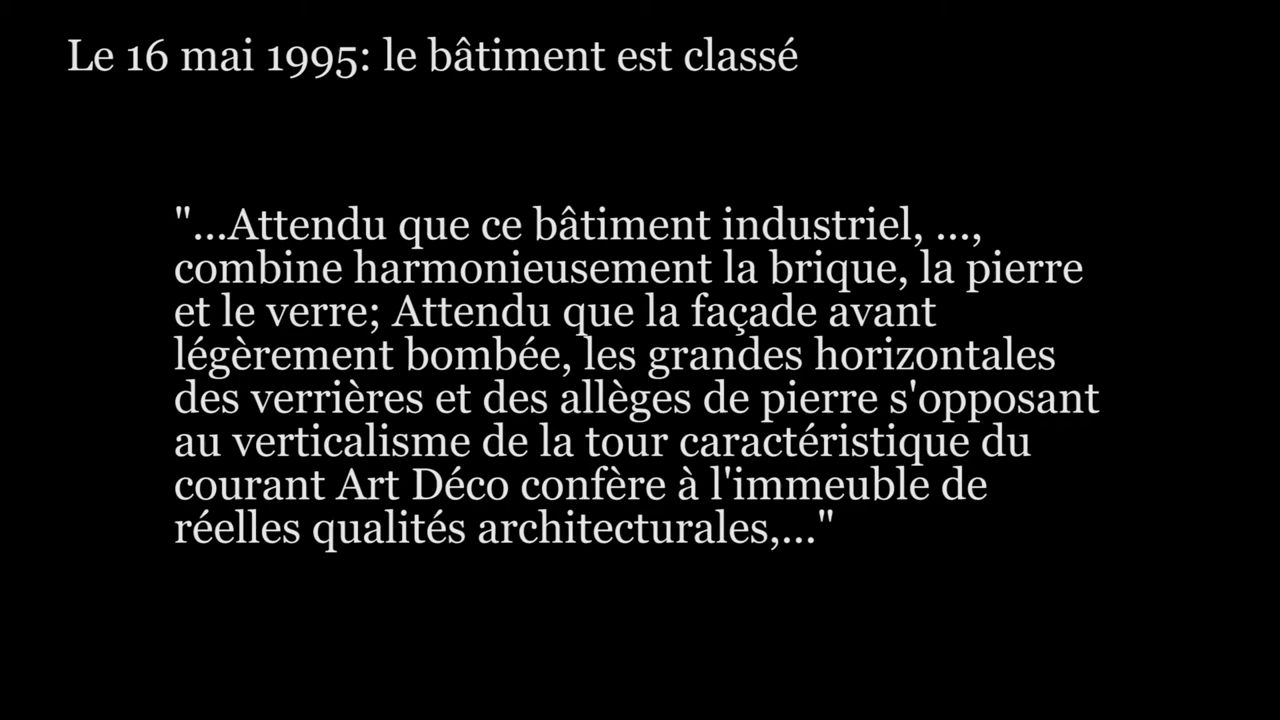 Le 16 mai 1995: le bâtiment est classé
"...Attendu que ce bâtiment industriel, ...,
combine harmonieusement la brique, la pierre
et le verre; Attendu que la façade avant
légèrement bombée, les grandes horizontales
des verrières et des allèges de pierre s'opposant
au verticalisme de la tour caractéristique du
courant Art Déco confère à l'immeuble de
réelles qualités architecturales,..."